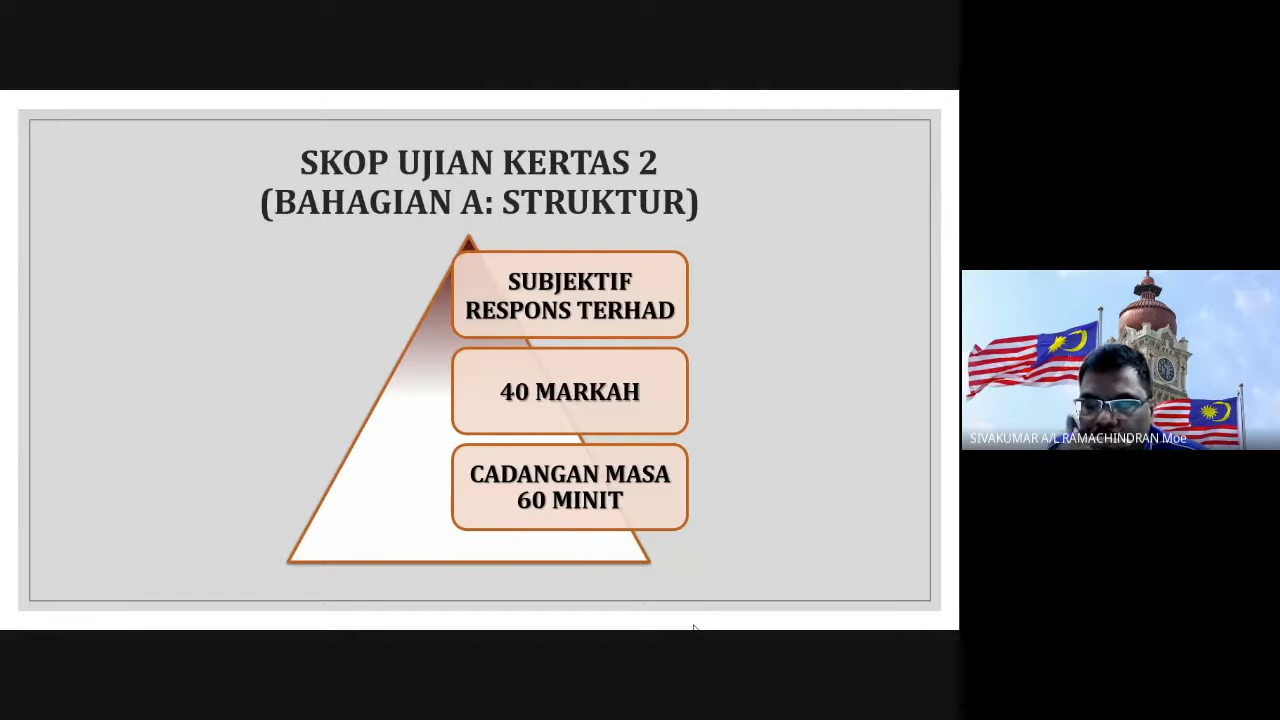 SKOP UJIAN KERTAS 2
(BAHAGIAN A: STRUKTUR)
SUBJEKTIF
RESPONS TERHAD
40 MARKAH
CADANGAN MASA
60 MINIT
SIVAKUMAR A/L RAMACHINDRAN Moe